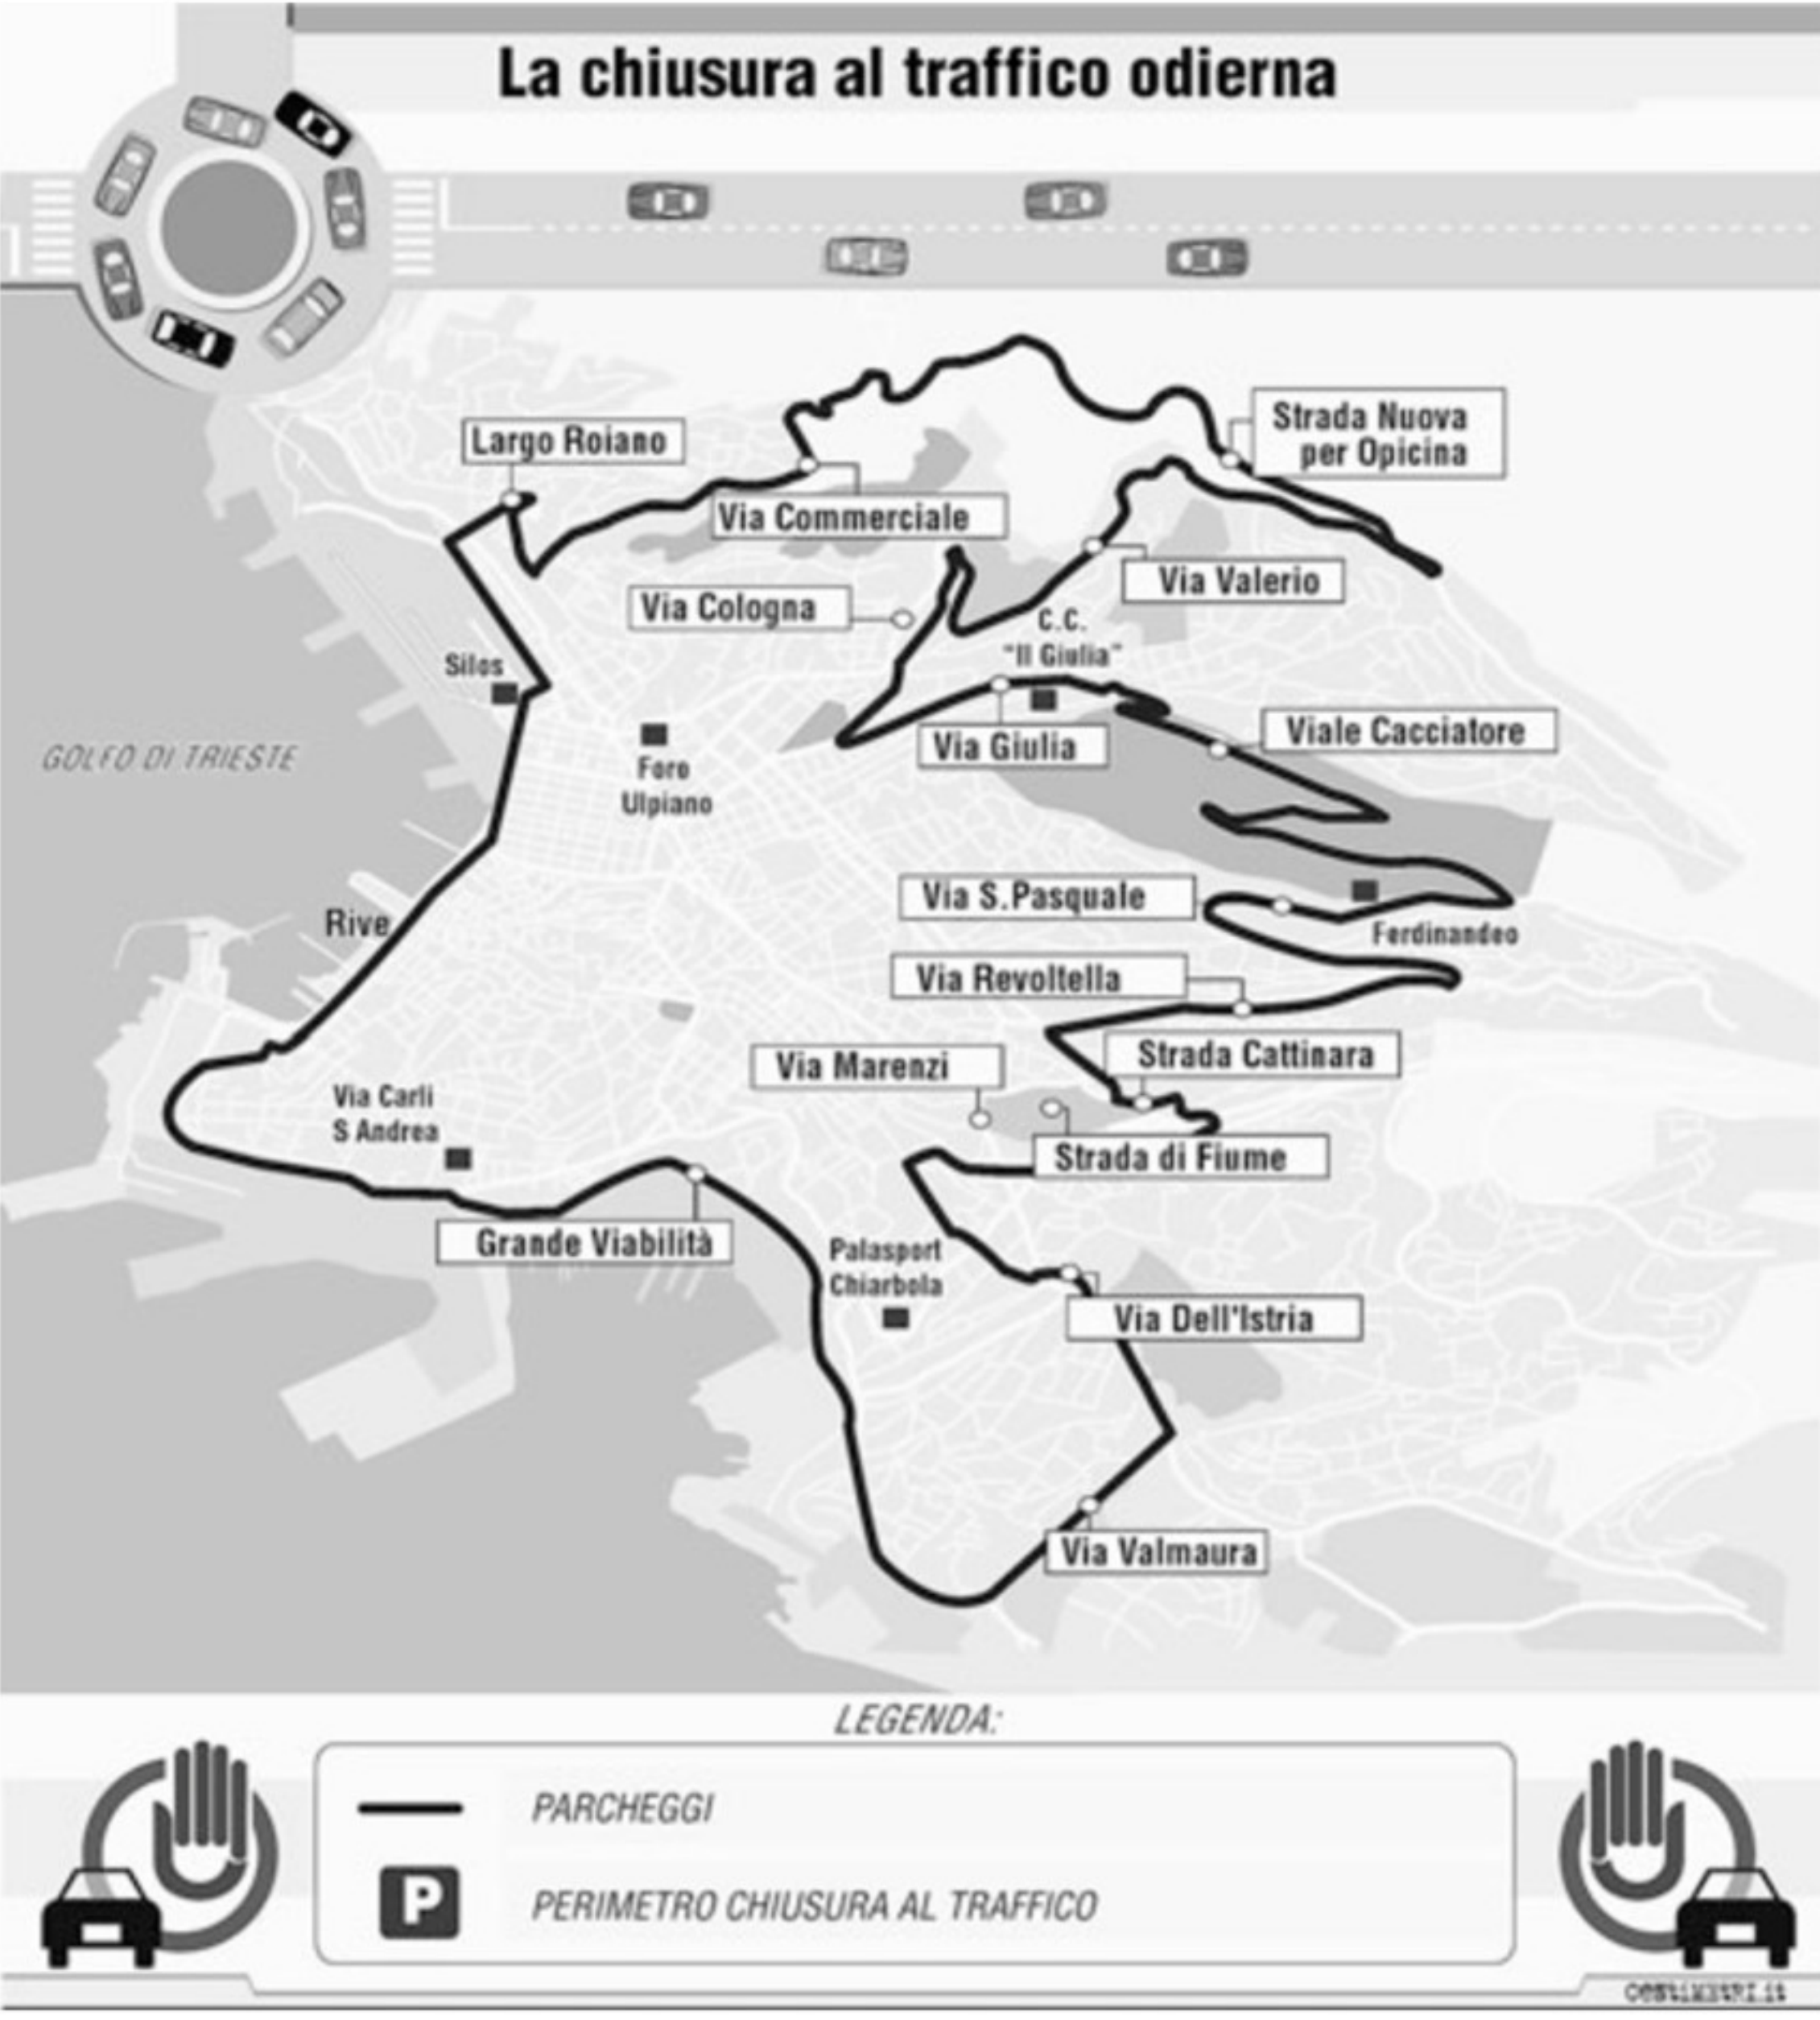 La chiusura al traffico odierna
Strada Nuova
per Opicina
Largo Roiano
Via Commerciale
Via Valerio
Via Cologna
C.C.
"Il Giulia"
Silos
Via Giulia
Viale Cacciatore
GOLFO DI TRIESTE
Foro
Ulpiano
Via S.Pasquale
Rive
Ferdinandeo
Via Revoltella
Strada Cattinara
Via Marenzi
Via Carli
S Andrea
Strada di Fiume
Grande Viabilità
Palasport
Chiarbola
Via Dell'Istria
Via Valmaura
LEGENDA:
PARCHEGGI
P PERIMETRO CHIUSURA AL TRAFFICO
CENTIMETRI.it